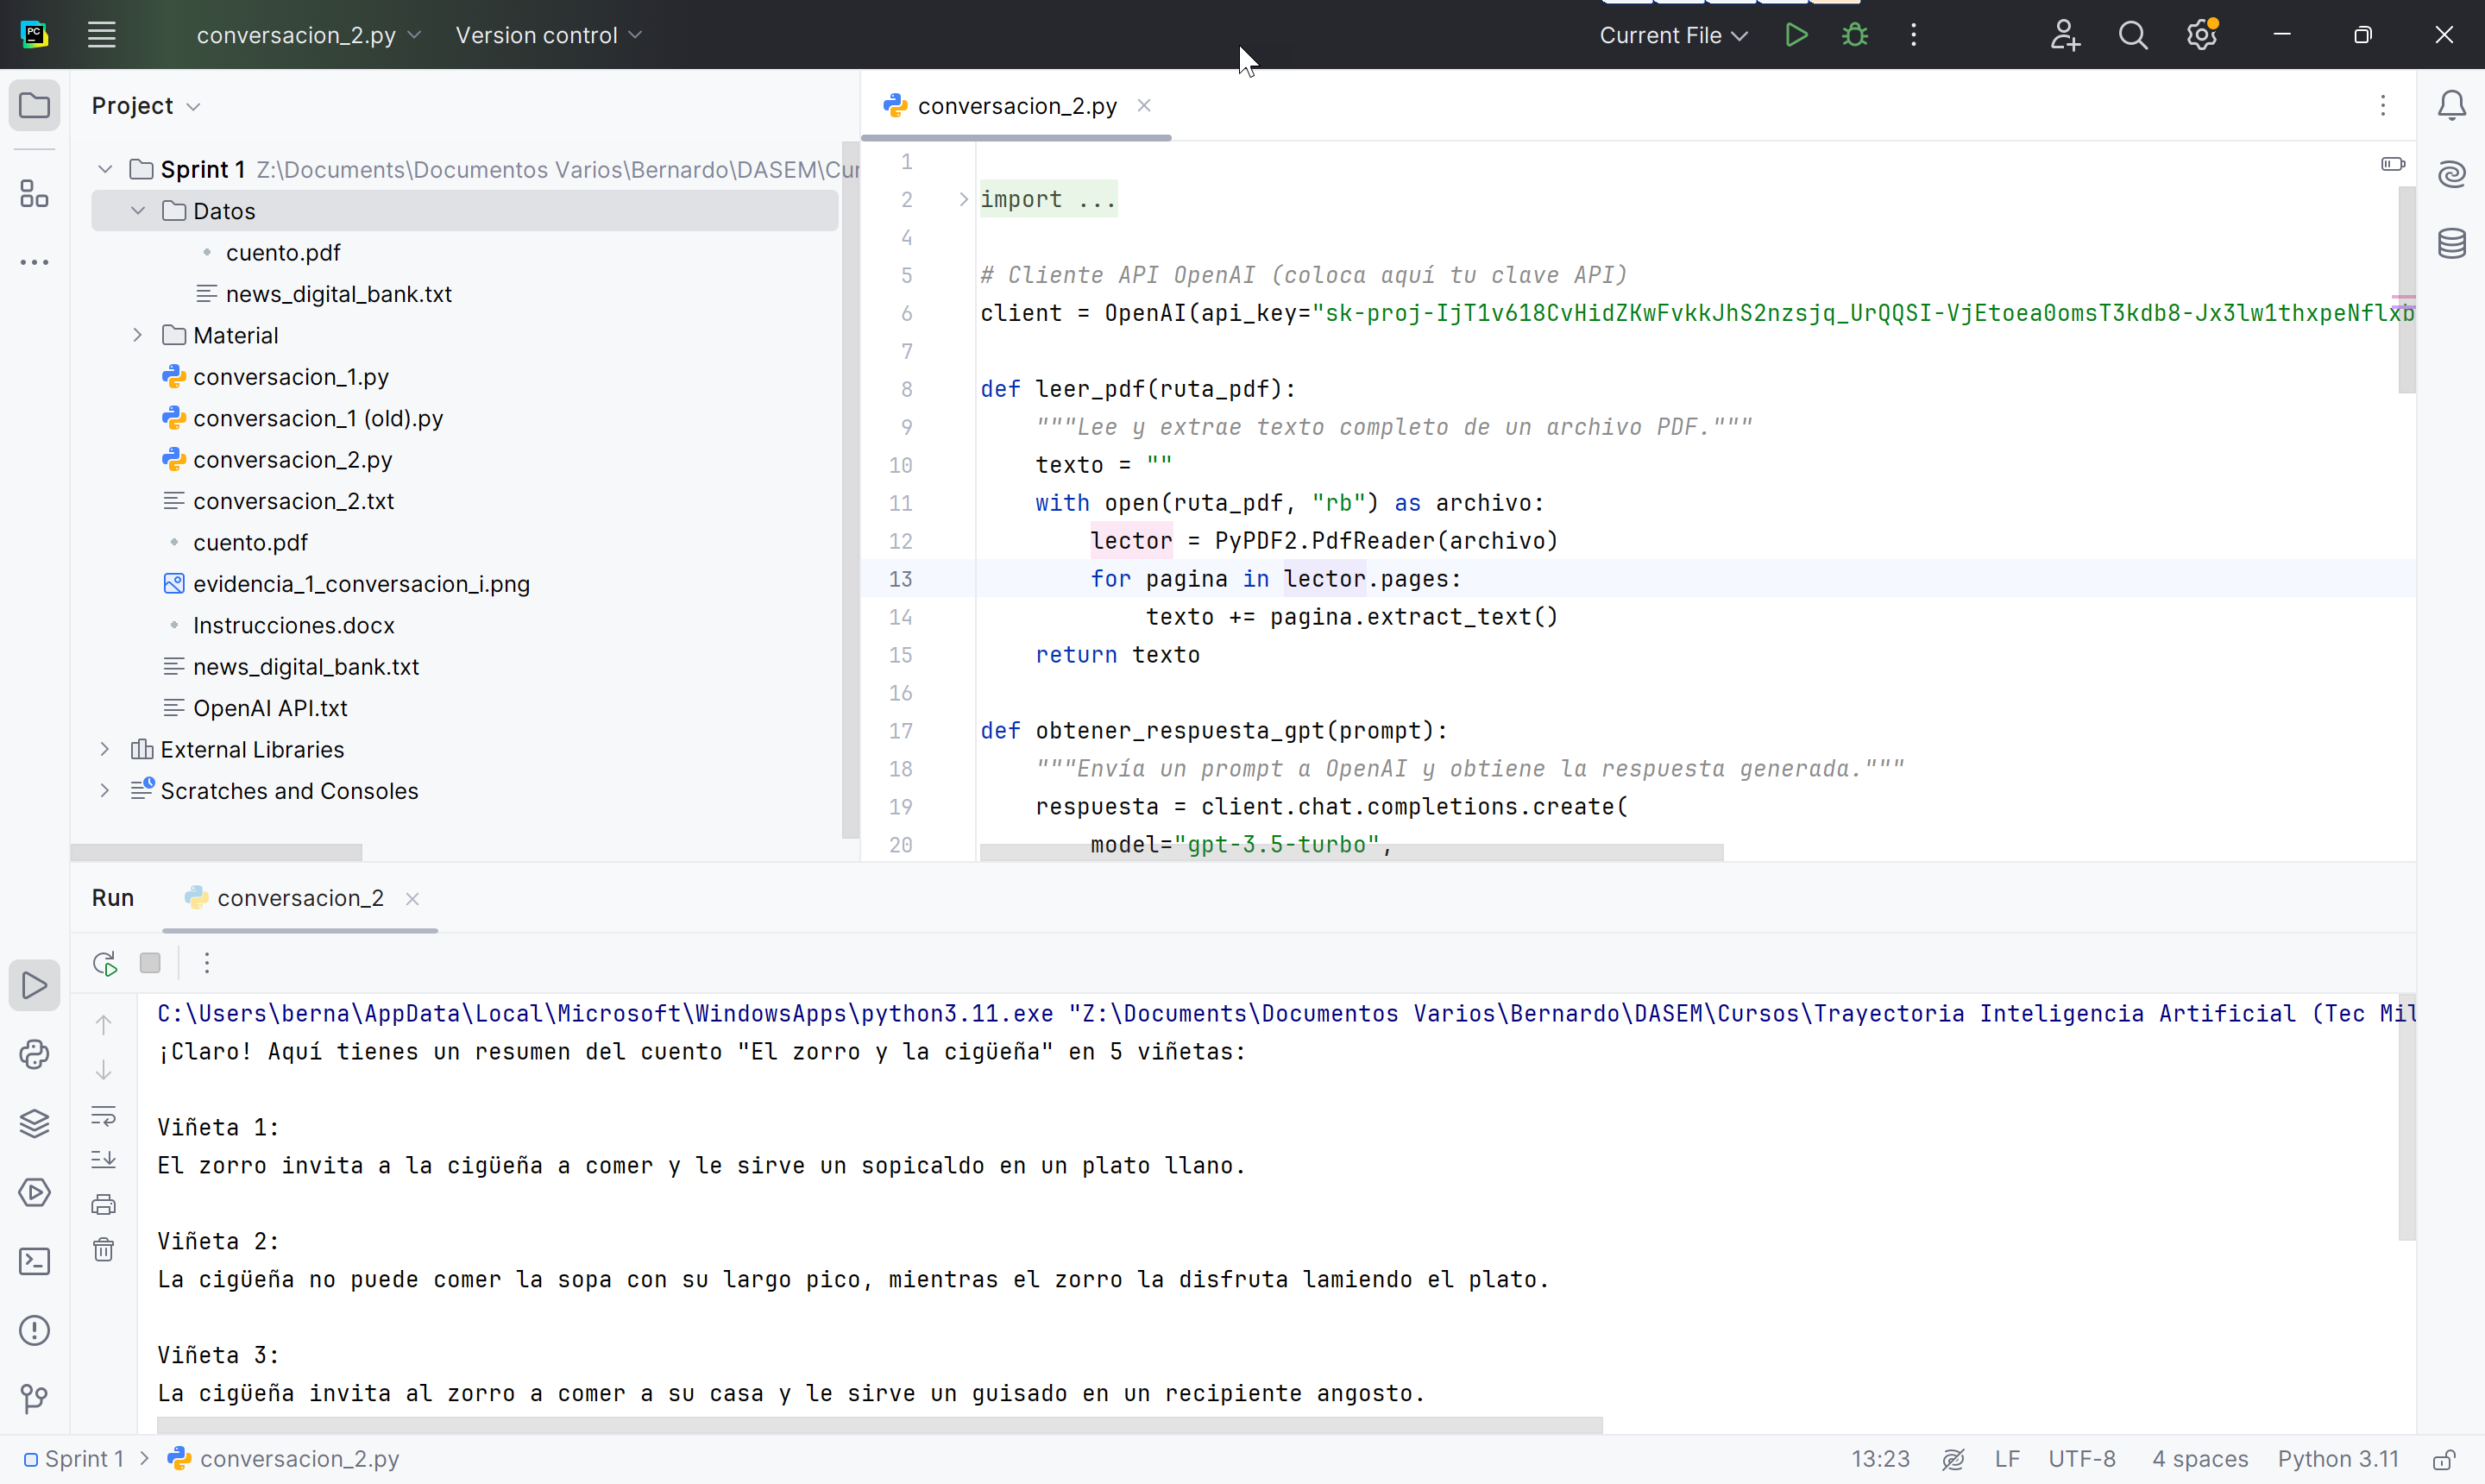 PC
conversacion_2.py
Version control
Current File
Project
Sprint 1 Z:\Documents\Documentos Varios\Bernardo\DASEM\Cur
Datos
cuento.pdf
news_digital_bank.txt
Material
conversacion_1.py
conversacion_1 (old).py
conversacion_2.py
conversacion_2.txt
cuento.pdf
evidencia_1_conversacion_i.png
Instrucciones.docx
news_digital_bank.txt
OpenAI API.txt
External Libraries
Scratches and Consoles
conversacion_2.py
1
2 import ...
4
5 # Cliente API OpenAI (coloca aquí tu clave API)
6 client = OpenAI(api_key="sk-proj-IjT1v618CvHidZKwFvkkJhS2nzsjq_UrQQSI-VjEtoea0omsT3kdb8-Jx3lw1thxpeNflxb
7
8 def leer_pdf(ruta_pdf):
9 """Lee y extrae texto completo de un archivo PDF."""
10 texto = ""
11 with open(ruta_pdf, "rb") as archivo:
12 lector = PyPDF2.PdfReader(archivo)
13 for pagina in lector.pages:
14 texto += pagina.extract_text()
15 return texto
16
17 def obtener_respuesta_gpt(prompt):
18 """Envía un prompt a OpenAI y obtiene la respuesta generada."""
19 respuesta = client.chat.completions.create(
20 model="gpt-3.5-turbo",
Run
conversacion_2
C:\Users\berna\AppData\Local\Microsoft\WindowsApps\python3.11.exe "Z:\Documents\Documentos Varios\Bernardo\DASEM\Cursos\Trayectoria Inteligencia Artificial (Tec Mil
¡Claro! Aquí tienes un resumen del cuento "El zorro y la cigüeña" en 5 viñetas:
Viñeta 1:
El zorro invita a la cigüeña a comer y le sirve un sopicaldo en un plato llano.
Viñeta 2:
La cigüeña no puede comer la sopa con su largo pico, mientras el zorro la disfruta lamiendo el plato.
Viñeta 3:
La cigüeña invita al zorro a comer a su casa y le sirve un guisado en un recipiente angosto.
Sprint 1 > conversacion_2.py
13:23
LF
UTF-8
4 spaces
Python 3.11